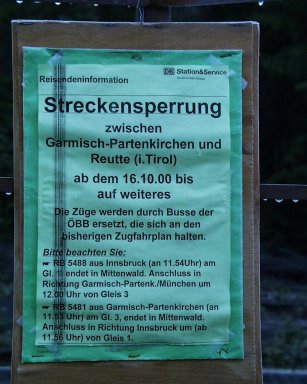 Reisendeninformation
DB Station&Service
Streckensperrung
zwischen
Garmisch-Partenkirchen und
Reutte (i.Tirol)
ab dem 16.10.00 bis
auf weiteres
Die Züge werden durch Busse der
ÖBB ersetzt, die sich an den
bisherigen Zugfahrplan halten.
Bitte beachten Sie:
RB 5488 aus Innsbruck (an 11.54Uhr) am
Gl. 1, endet in Mittenwald. Anschluss in
Richtung Garmisch-Partenk./München um
12.00 Uhr von Gleis 3
RB 5481 aus Garmisch-Partenkirchen (an
11.53 Uhr) am Gl. 3, endet in Mittenwald.
Anschluss in Richtung Innsbruck um (ab
11.56 Uhr) von Gleis 1.